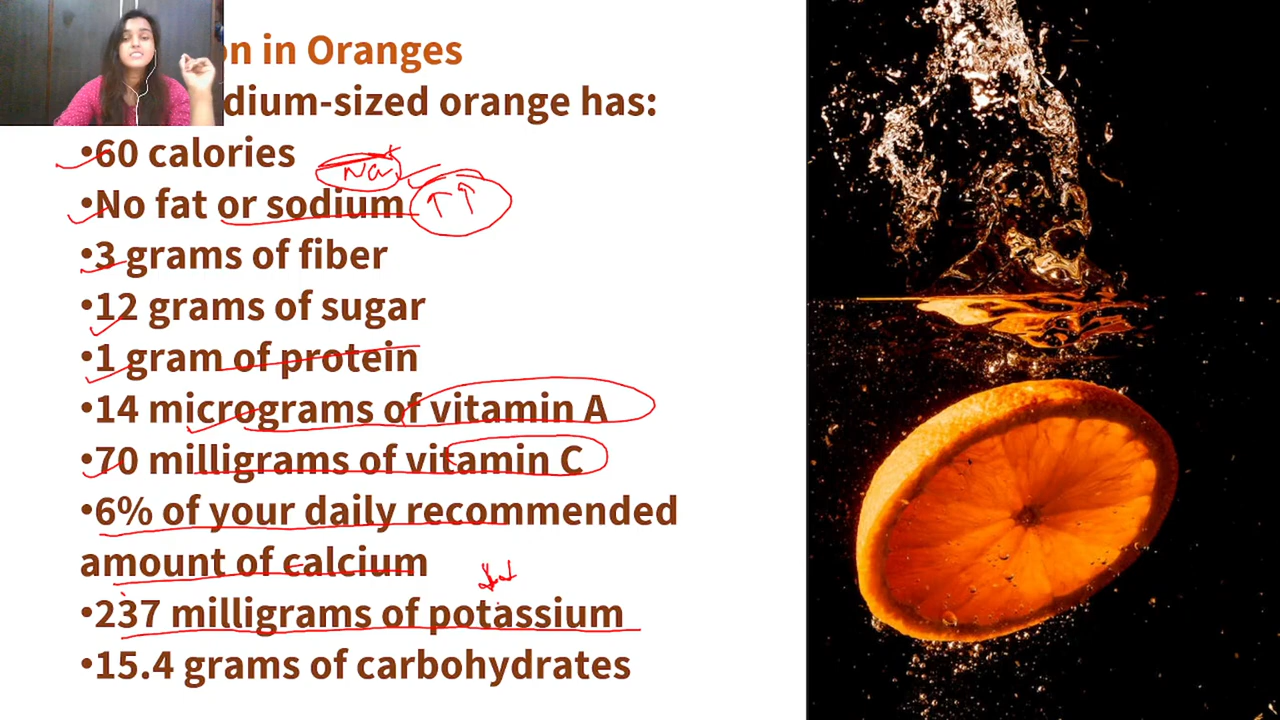 on in Oranges
dium-sized orange has:
•60 calories
Na
•No fat or sodium ↑↑
•3 grams of fiber
•12 grams of sugar
•1 gram of protein
•14 micrograms of vitamin A
•70 milligrams of vitamin C
•6% of your daily recommended
amount of calcium
•237 milligrams of potassium
•15.4 grams of carbohydrates